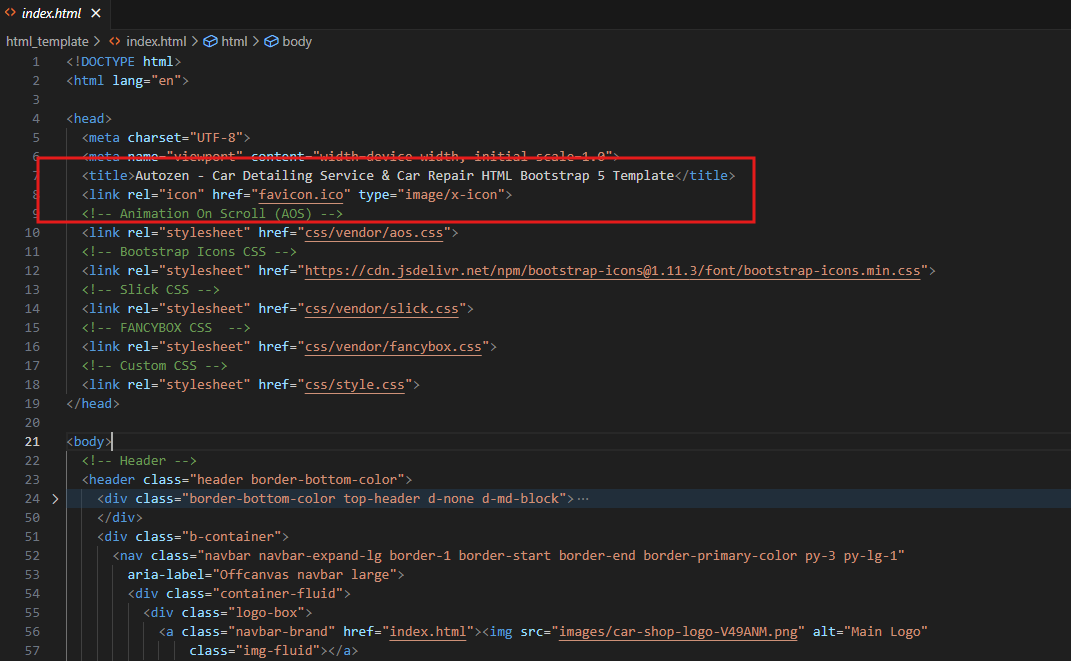 index.html
html_template > index.html > html > body
1 <!DOCTYPE html>
2 <html lang="en">
3
4 <head>
5 <meta charset="UTF-8">
6 <meta name="viewport" content="width=device-width, initial-scale=1.0">
7 <title>Autozen - Car Detailing Service & Car Repair HTML Bootstrap 5 Template</title>
8 <link rel="icon" href="favicon.ico" type="image/x-icon">
9 <!-- Animation On Scroll (AOS) -->
10 <link rel="stylesheet" href="css/vendor/aos.css">
11 <!-- Bootstrap Icons CSS -->
12 <link rel="stylesheet" href="https://cdn.jsdelivr.net/npm/bootstrap-icons@1.11.3/font/bootstrap-icons.min.css">
13 <!-- Slick CSS -->
14 <link rel="stylesheet" href="css/vendor/slick.css">
15 <!-- FANCYBOX CSS  -->
16 <link rel="stylesheet" href="css/vendor/fancybox.css">
17 <!-- Custom CSS -->
18 <link rel="stylesheet" href="css/style.css">
19 </head>
20
21 <body>
22 <!-- Header -->
23 <header class="header border-bottom-color">
24 <div class="border-bottom-color top-header d-none d-md-block">···
50 </div>
51 <div class="b-container">
52 <nav class="navbar navbar-expand-lg border-1 border-start border-end border-primary-color py-3 py-lg-1"
53 aria-label="Offcanvas navbar large">
54 <div class="container-fluid">
55 <div class="logo-box">
56 <a class="navbar-brand" href="index.html"><img src="images/car-shop-logo-V49ANM.png" alt="Main Logo"
57 class="img-fluid"></a>